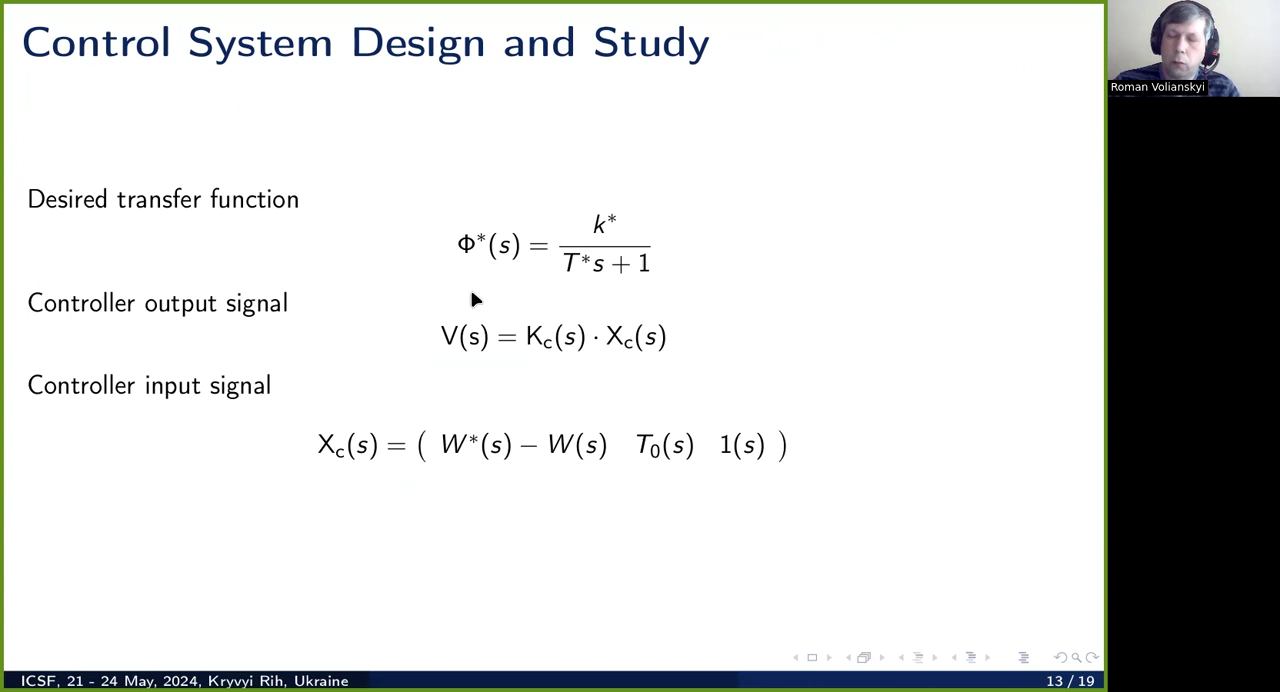 Control System Design and Study
Roman Volianskyi
Desired transfer function
Φ*(s) = k* / (T*s + 1)
Controller output signal
V(s) = K_c(s) · X_c(s)
Controller input signal
X_c(s) = ( W*(s) − W(s) T_0(s) 1(s) )
ICSF, 21 - 24 May, 2024, Kryvyi Rih, Ukraine
13 / 19